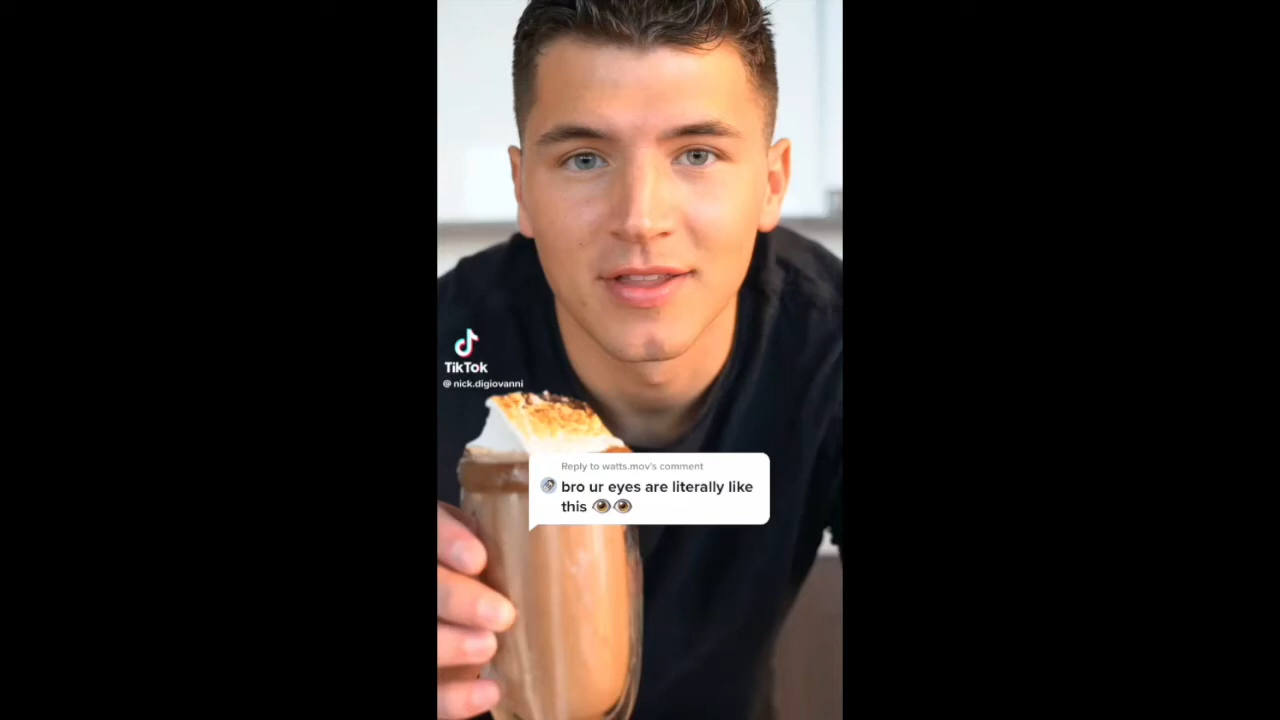 TikTok
@ nick.digiovanni
Reply to watts.mov's comment
bro ur eyes are literally like
this 👁️👁️